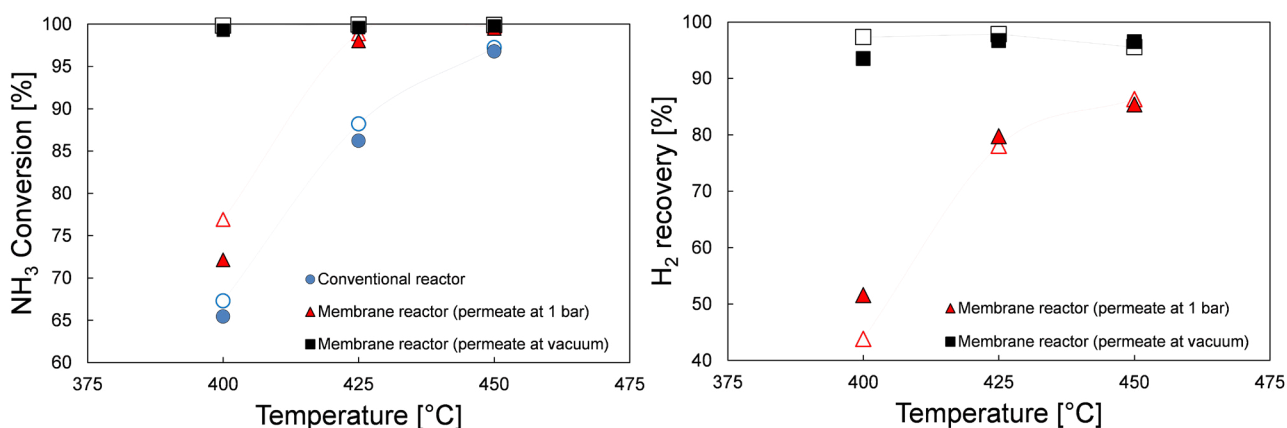 NH3 Conversion [%]
100
95
90
85
80
75
70
65
60
Conventional reactor
Membrane reactor (permeate at 1 bar)
Membrane reactor (permeate at vacuum)
375 400 425 450 475
Temperature [°C]
H2 recovery [%]
100
90
80
70
60
50
40
Membrane reactor (permeate at 1 bar)
Membrane reactor (permeate at vacuum)
375 400 425 450 475
Temperature [°C]